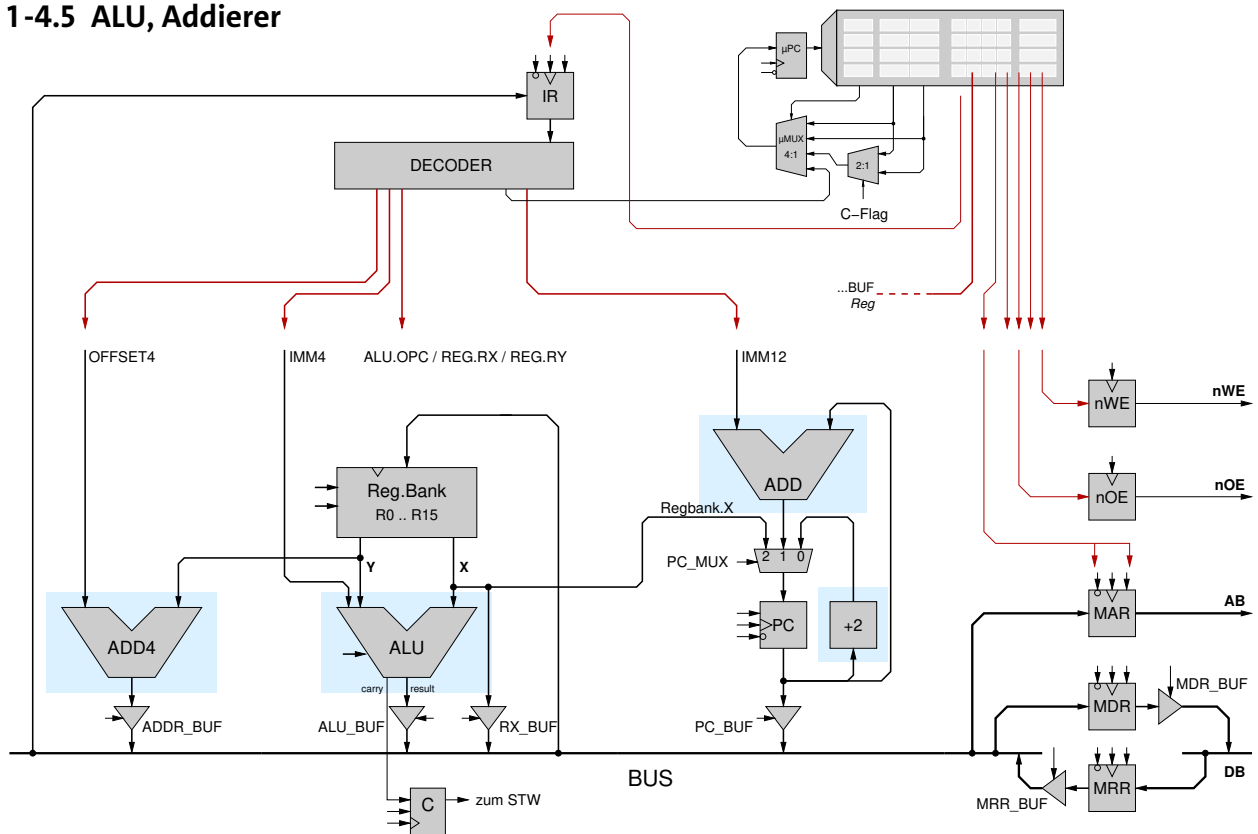 1-4.5 ALU, Addierer
µPC
IR
µMUX
4:1
2:1
DECODER
C–Flag
...BUF
Reg
OFFSET4
IMM4
ALU.OPC / REG.RX / REG.RY
IMM12
nWE
nWE
Reg.Bank
R0 .. R15
ADD
nOE
nOE
Regbank.X
2 1 0
PC_MUX
Y
X
AB
MAR
PC
+2
ADD4
ALU
carry
result
MDR_BUF
MDR
ADDR_BUF
ALU_BUF
RX_BUF
PC_BUF
BUS
DB
MRR
MRR_BUF
C
zum STW